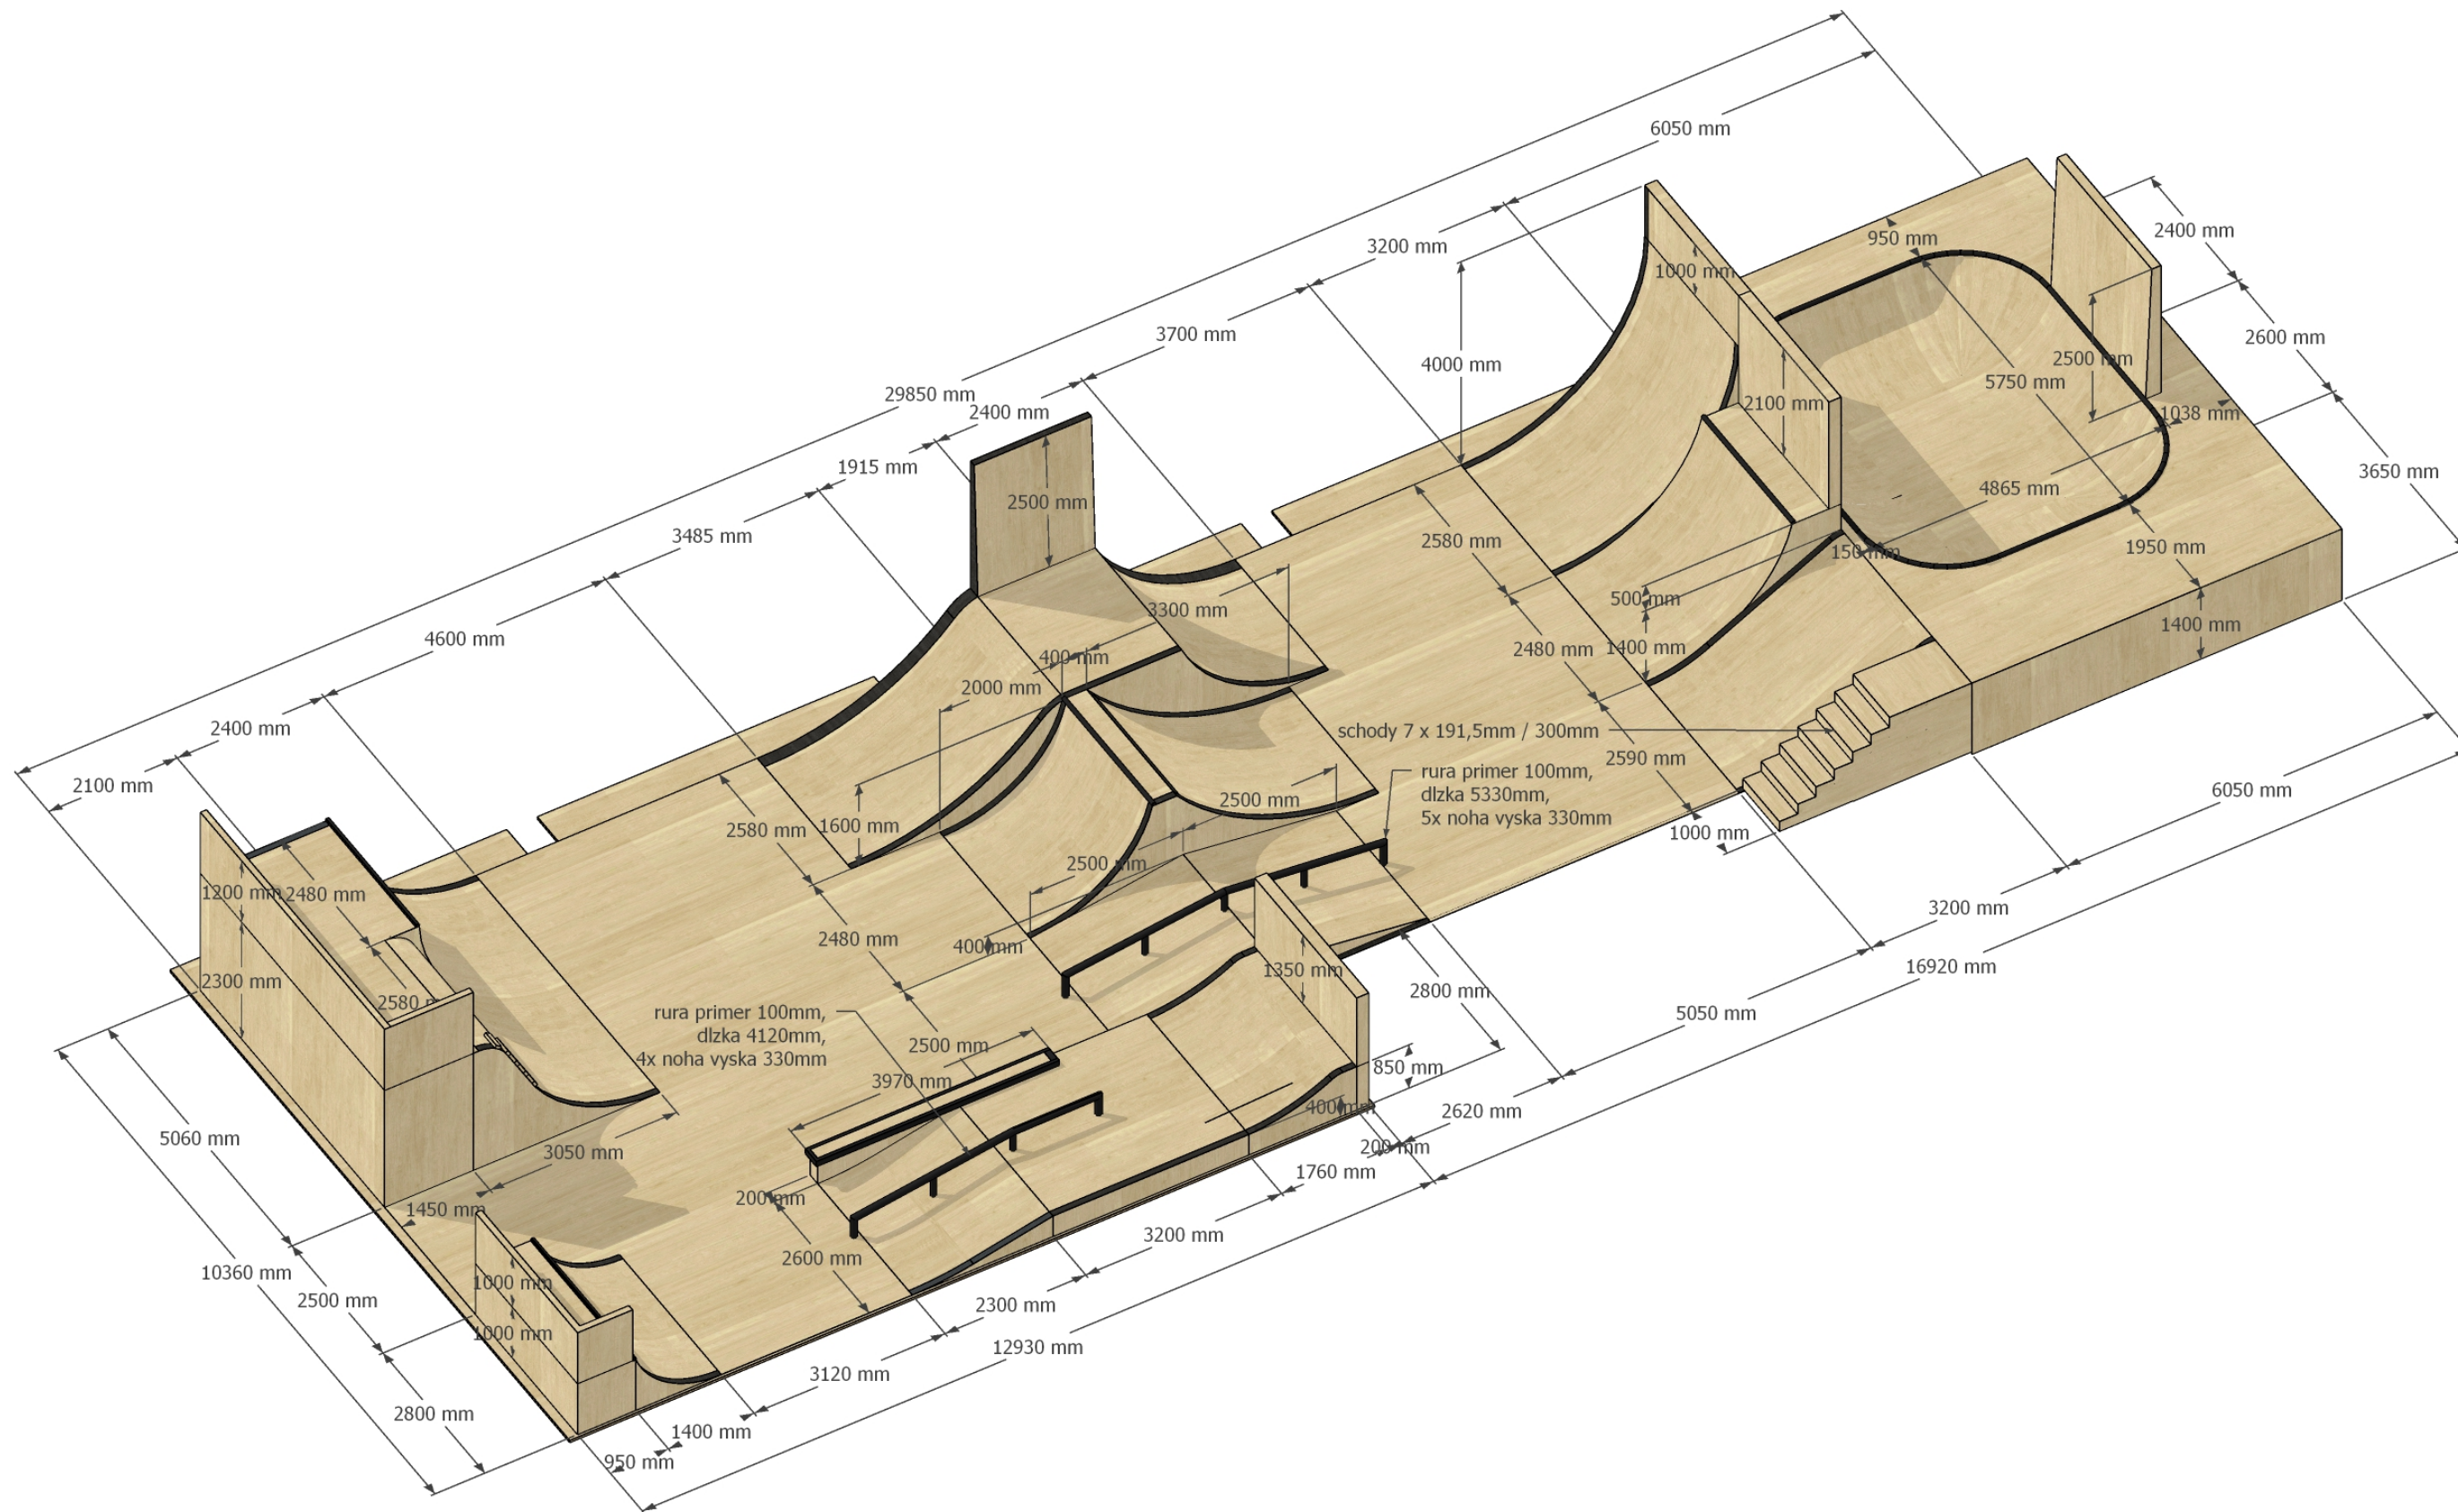 6050 mm
3200 mm
3700 mm
29850 mm
2400 mm
1915 mm
3485 mm
4600 mm
2400 mm
2100 mm
950 mm
2400 mm
2600 mm
3650 mm
1000 mm
4000 mm
2100 mm
5750 mm
2500 mm
1038 mm
4865 mm
150 mm
1950 mm
1400 mm
2500 mm
3300 mm
400 mm
2000 mm
2580 mm
500 mm
1400 mm
2480 mm
2590 mm
schody 7 x 191,5mm / 300mm
rura primer 100mm,
dlzka 5330mm,
5x noha vyska 330mm
1000 mm
6050 mm
3200 mm
16920 mm
5050 mm
2580 mm
1600 mm
2500 mm
2500 mm
2480 mm
400 mm
1200 mm
2480 mm
2300 mm
2580
1350 mm
2800 mm
850 mm
400 mm
2620 mm
200 mm
1760 mm
3200 mm
rura primer 100mm,
dlzka 4120mm,
4x noha vyska 330mm
2500 mm
3970 mm
3050 mm
200 mm
1450 mm
2600 mm
5060 mm
10360 mm
2500 mm
2800 mm
1000 mm
1000 mm
2300 mm
12930 mm
3120 mm
1400 mm
950 mm